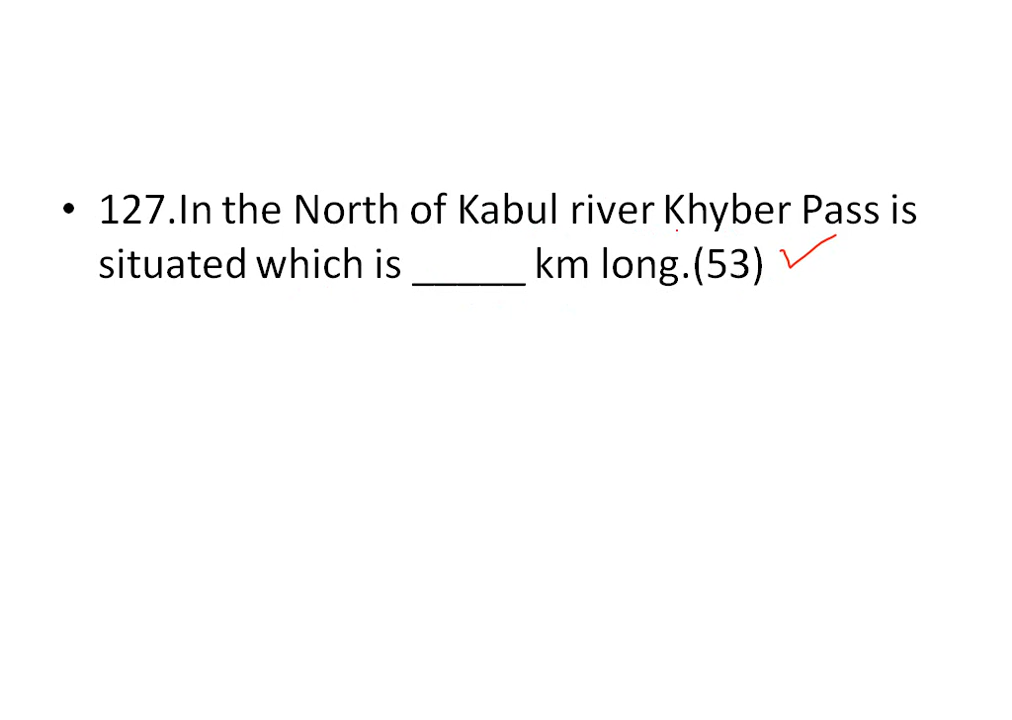 • 127.In the North of Kabul river Khyber Pass is
situated which is _____ km long.(53)